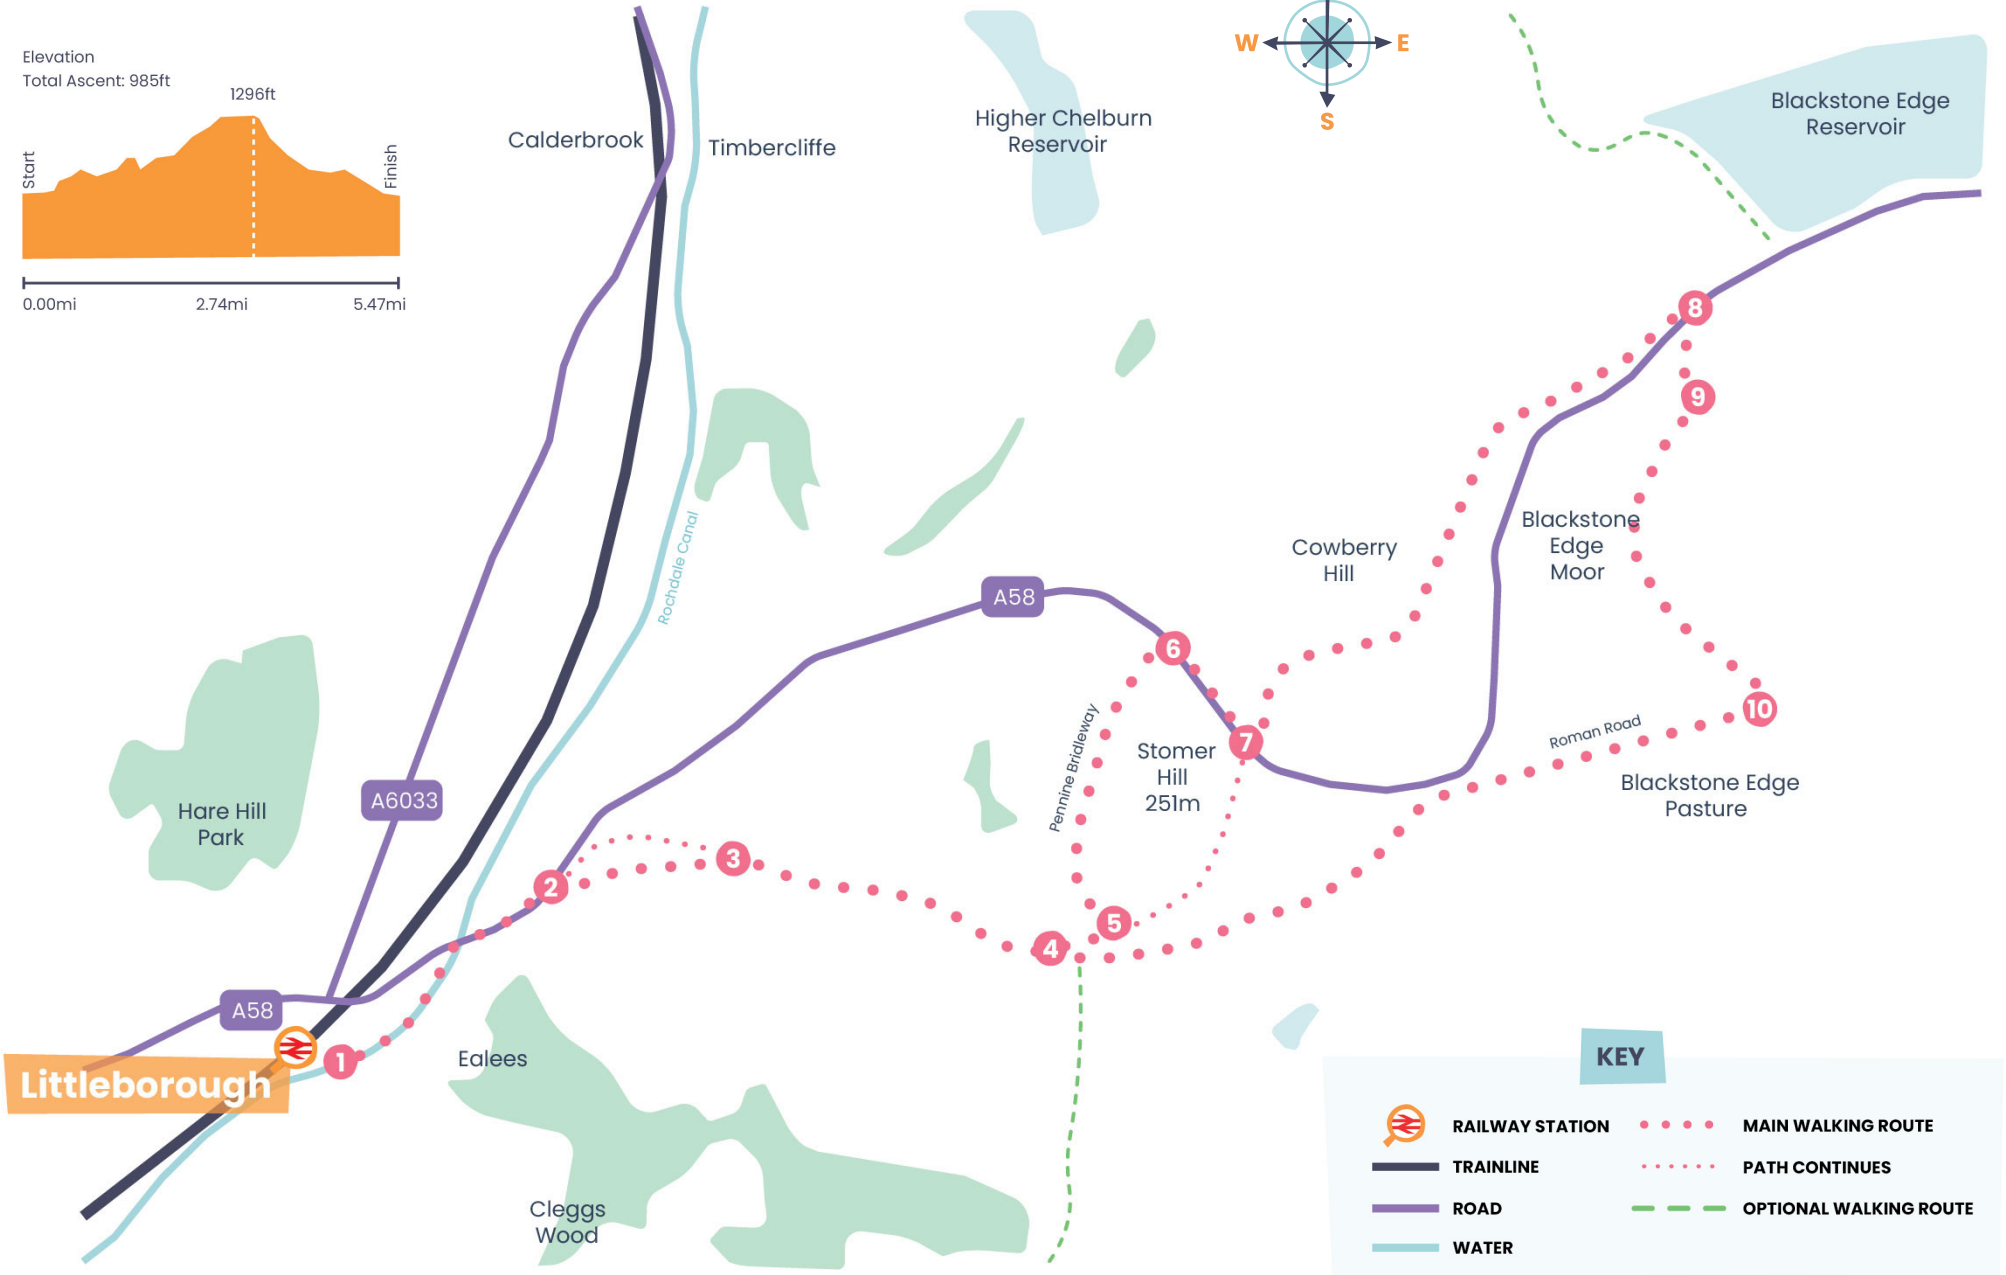 Elevation
Total Ascent: 985ft
1296ft
Start
Finish
0.00mi
2.74mi
5.47mi
Calderbrook
Timbercliffe
Higher Chelburn
Reservoir
W
E
S
Blackstone Edge
Reservoir
8
9
Rochdale Canal
Cowberry
Hill
Blackstone
Edge
Moor
A58
6
7
10
Roman Road
Pennine Bridleway
Stomer
Hill
251m
Blackstone Edge
Pasture
A6033
Hare Hill
Park
2
3
4
5
A58
1
Littleborough
Ealees
Cleggs
Wood
KEY
RAILWAY STATION
TRAINLINE
ROAD
WATER
MAIN WALKING ROUTE
PATH CONTINUES
OPTIONAL WALKING ROUTE